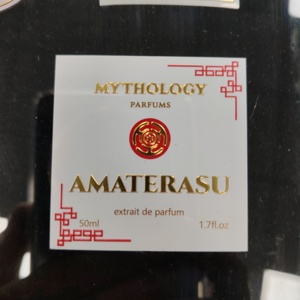 MYTHOLOGY
PARFUMS
AMATERASU
extrait de parfum
50ml 1.7fl.oz